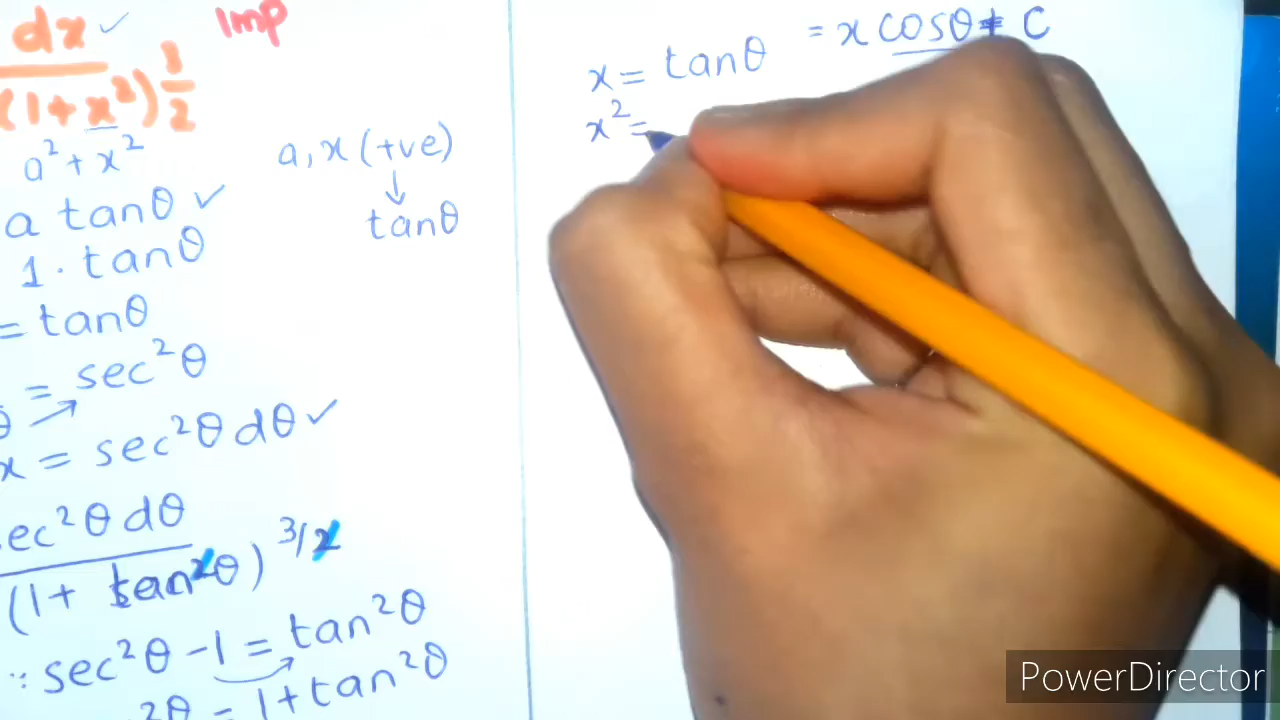 dx ✓ Imp
(1+x²)^3/2
a² + x²
a, x (+ve)
↓
tanθ
a tanθ ✓
1 · tanθ
= tanθ
= sec²θ
θ
x = sec²θ dθ ✓
ec²θ dθ
(1 + tan²θ)^3/2
∵ sec²θ - 1 = tan²θ
²θ = 1 + tan²θ
= x cosθ + C
x = tanθ
x² =
PowerDirector